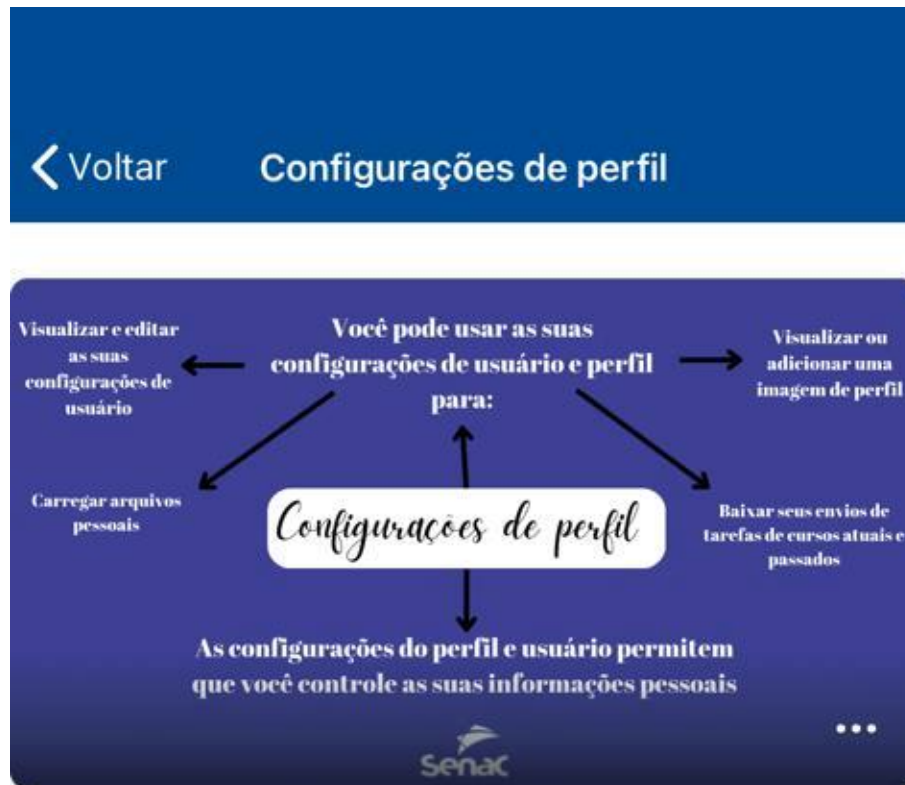 Voltar
Configurações de perfil
Visualizar e editar
as suas
configurações de
usuário
Você pode usar as suas
configurações de usuário e perfil
para:
Visualizar ou
adicionar uma
imagem de perfil
Carregar arquivos
pessoais
Configurações de perfil
Baixar seus envios de
tarefas de cursos atuais e
passados
As configurações do perfil e usuário permitem
que você controle as suas informações pessoais
Senac